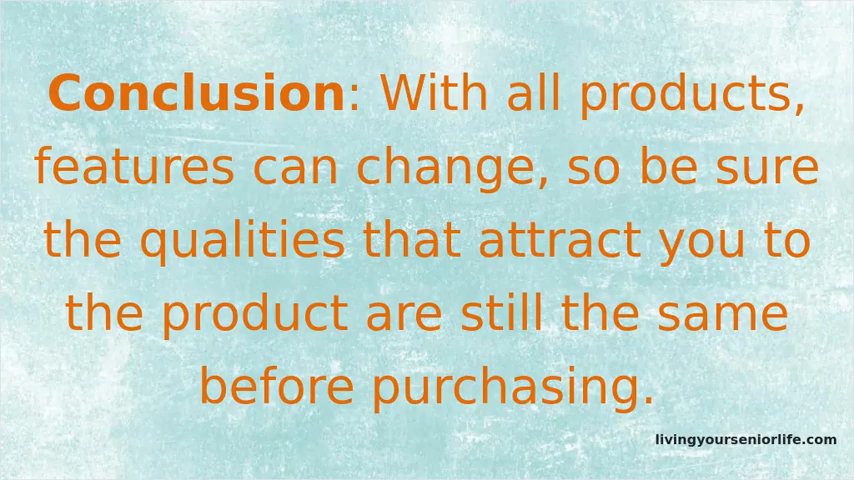 Conclusion: With all products,
features can change, so be sure
the qualities that attract you to
the product are still the same
before purchasing.
livingyourseniorlife.com